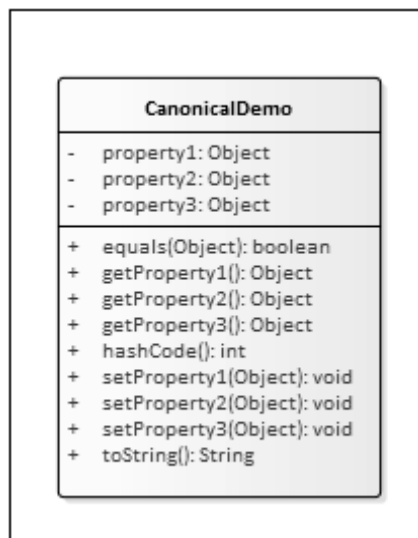 CanonicalDemo
- property1: Object
- property2: Object
- property3: Object
+ equals(Object): boolean
+ getProperty1(): Object
+ getProperty2(): Object
+ getProperty3(): Object
+ hashCode(): int
+ setProperty1(Object): void
+ setProperty2(Object): void
+ setProperty3(Object): void
+ toString(): String